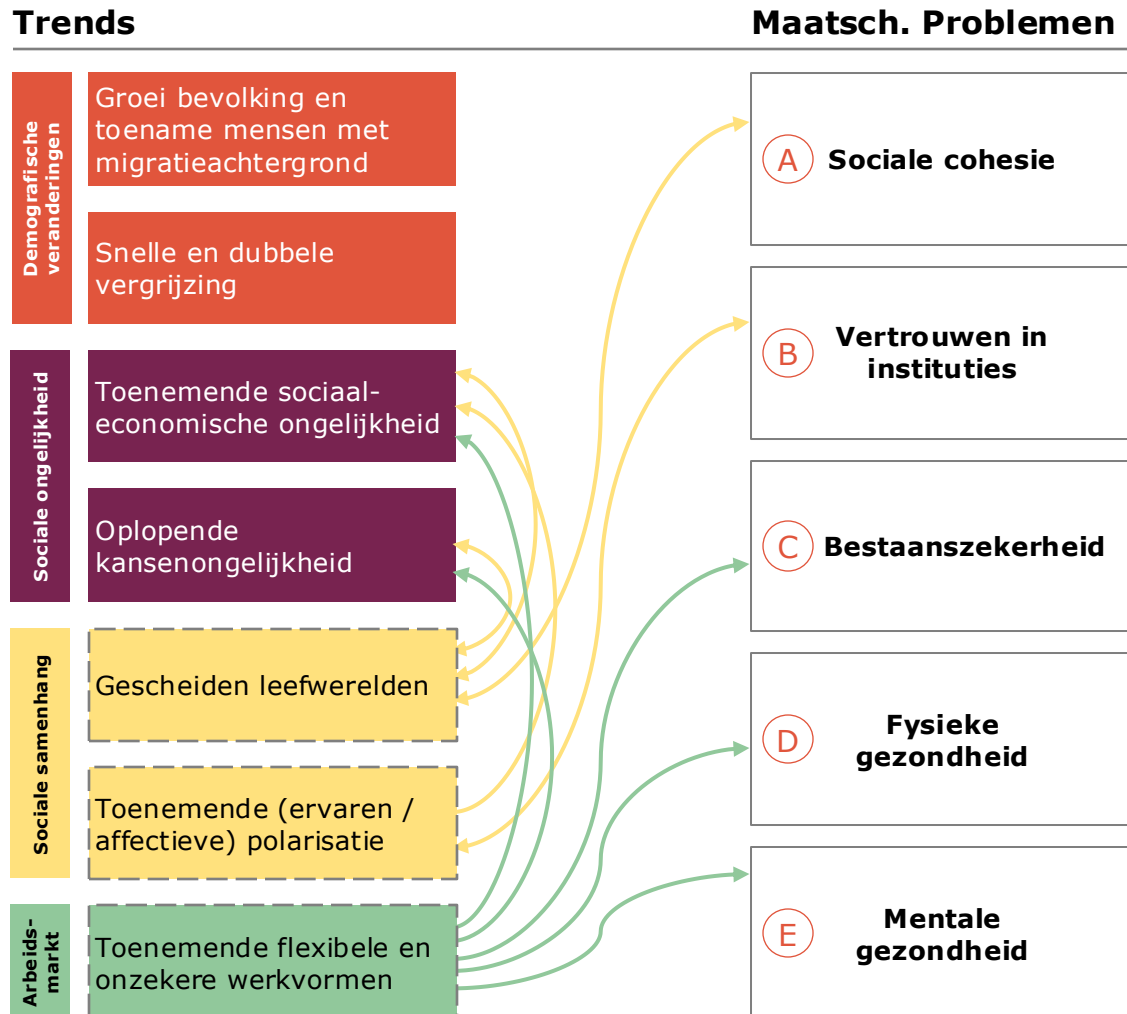 Trends
Maatsch. Problemen
Demografische
veranderingen
Groei bevolking en
toename mensen met
migratieachtergrond
Snelle en dubbele
vergrijzing
Sociale ongelijkheid
Toenemende sociaal-
economische ongelijkheid
Oplopende
kansenongelijkheid
Sociale samenhang
Gescheiden leefwerelden
Toenemende (ervaren /
affectieve) polarisatie
Arbeids-
markt
Toenemende flexibele en
onzekere werkvormen
A Sociale cohesie
B Vertrouwen in
instituties
C Bestaanszekerheid
D Fysieke
gezondheid
E Mentale
gezondheid